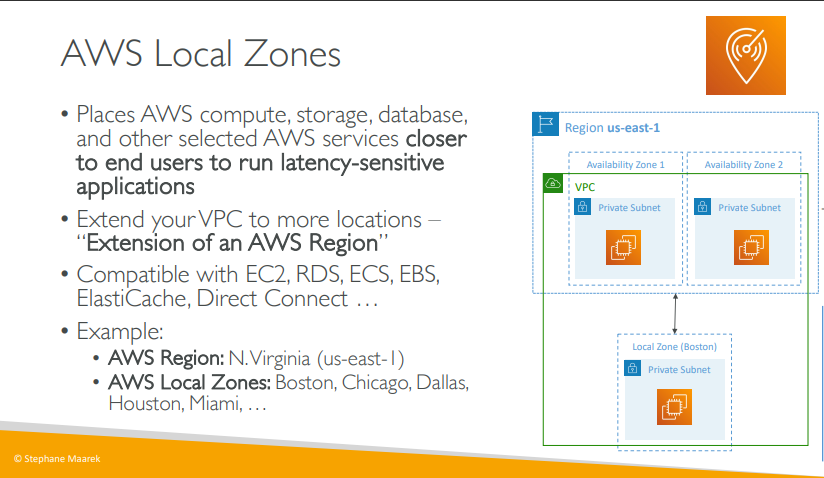 AWS Local Zones
• Places AWS compute, storage, database,
and other selected AWS services closer
to end users to run latency-sensitive
applications
• Extend your VPC to more locations –
“Extension of an AWS Region”
• Compatible with EC2, RDS, ECS, EBS,
ElastiCache, Direct Connect …
• Example:
• AWS Region: N. Virginia (us-east-1)
• AWS Local Zones: Boston, Chicago, Dallas,
Houston, Miami, …
Region us-east-1
Availability Zone 1
Availability Zone 2
VPC
Private Subnet
Private Subnet
Local Zone (Boston)
Private Subnet
© Stephane Maarek